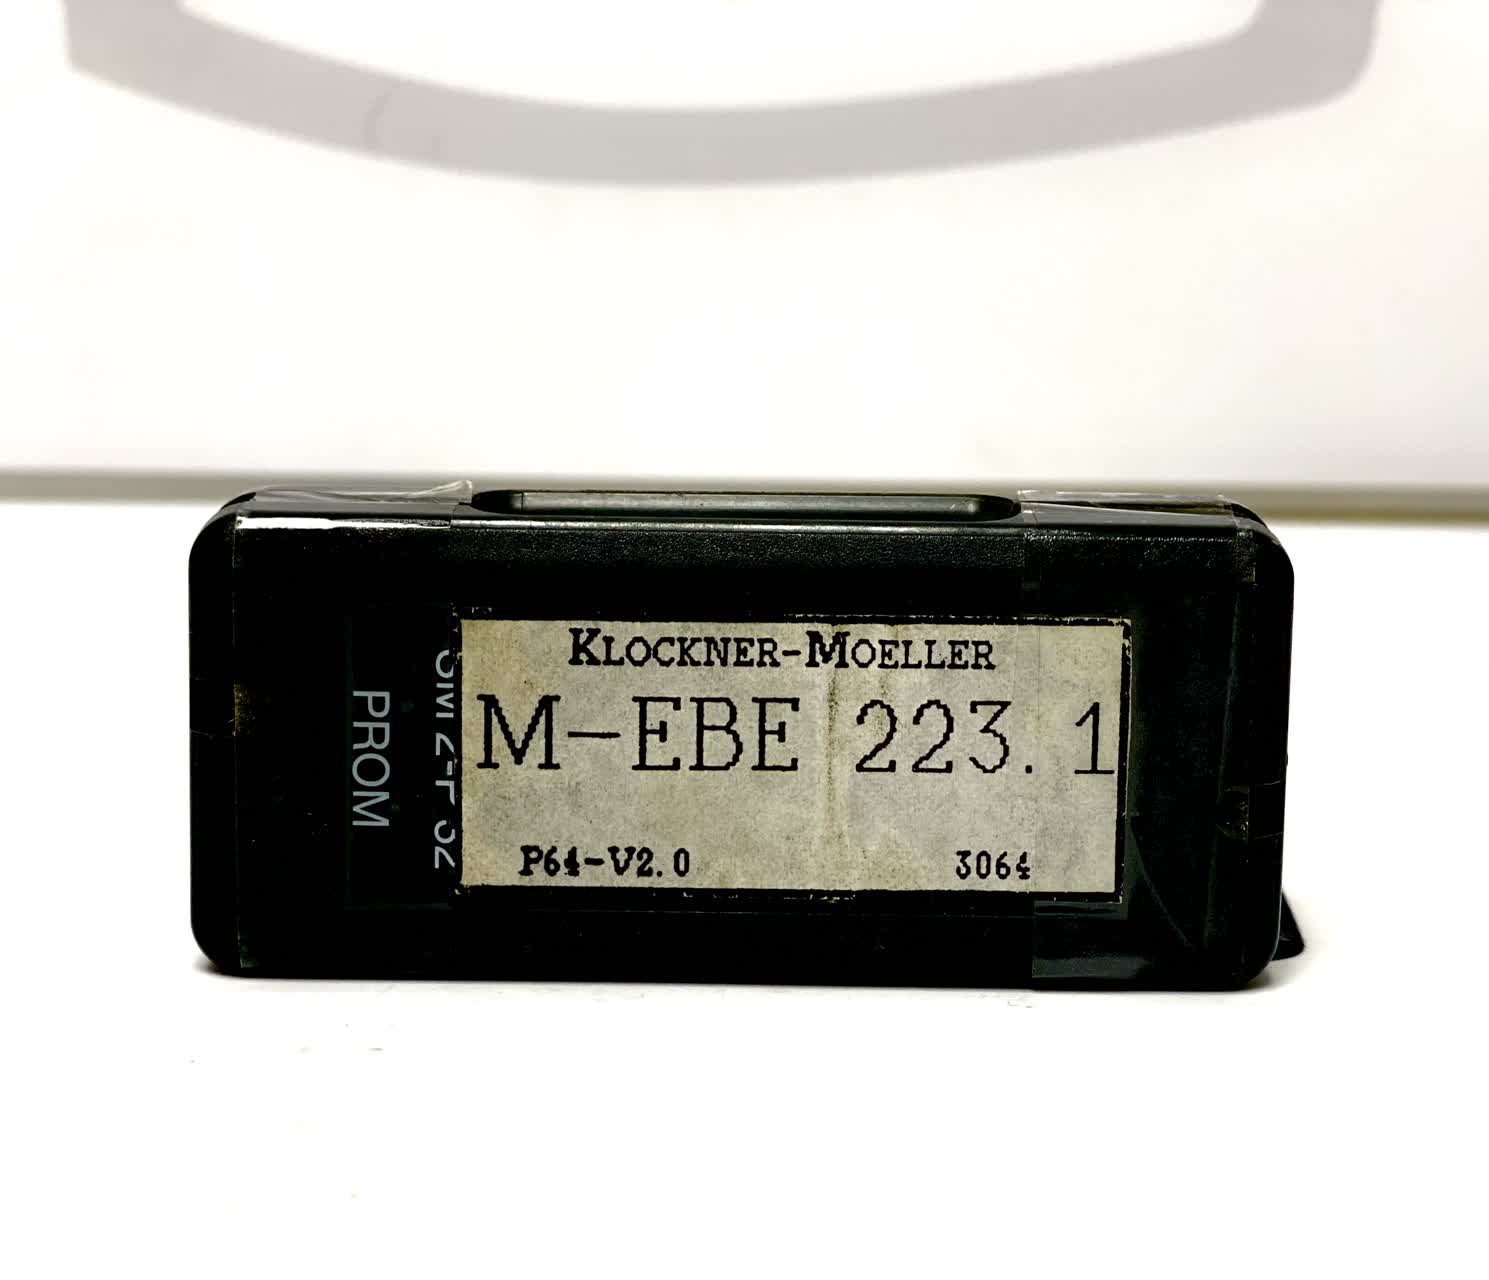 KLOCKNER-MOELLER
M-EBE 223.1
P64-V2.0 3064
PROM